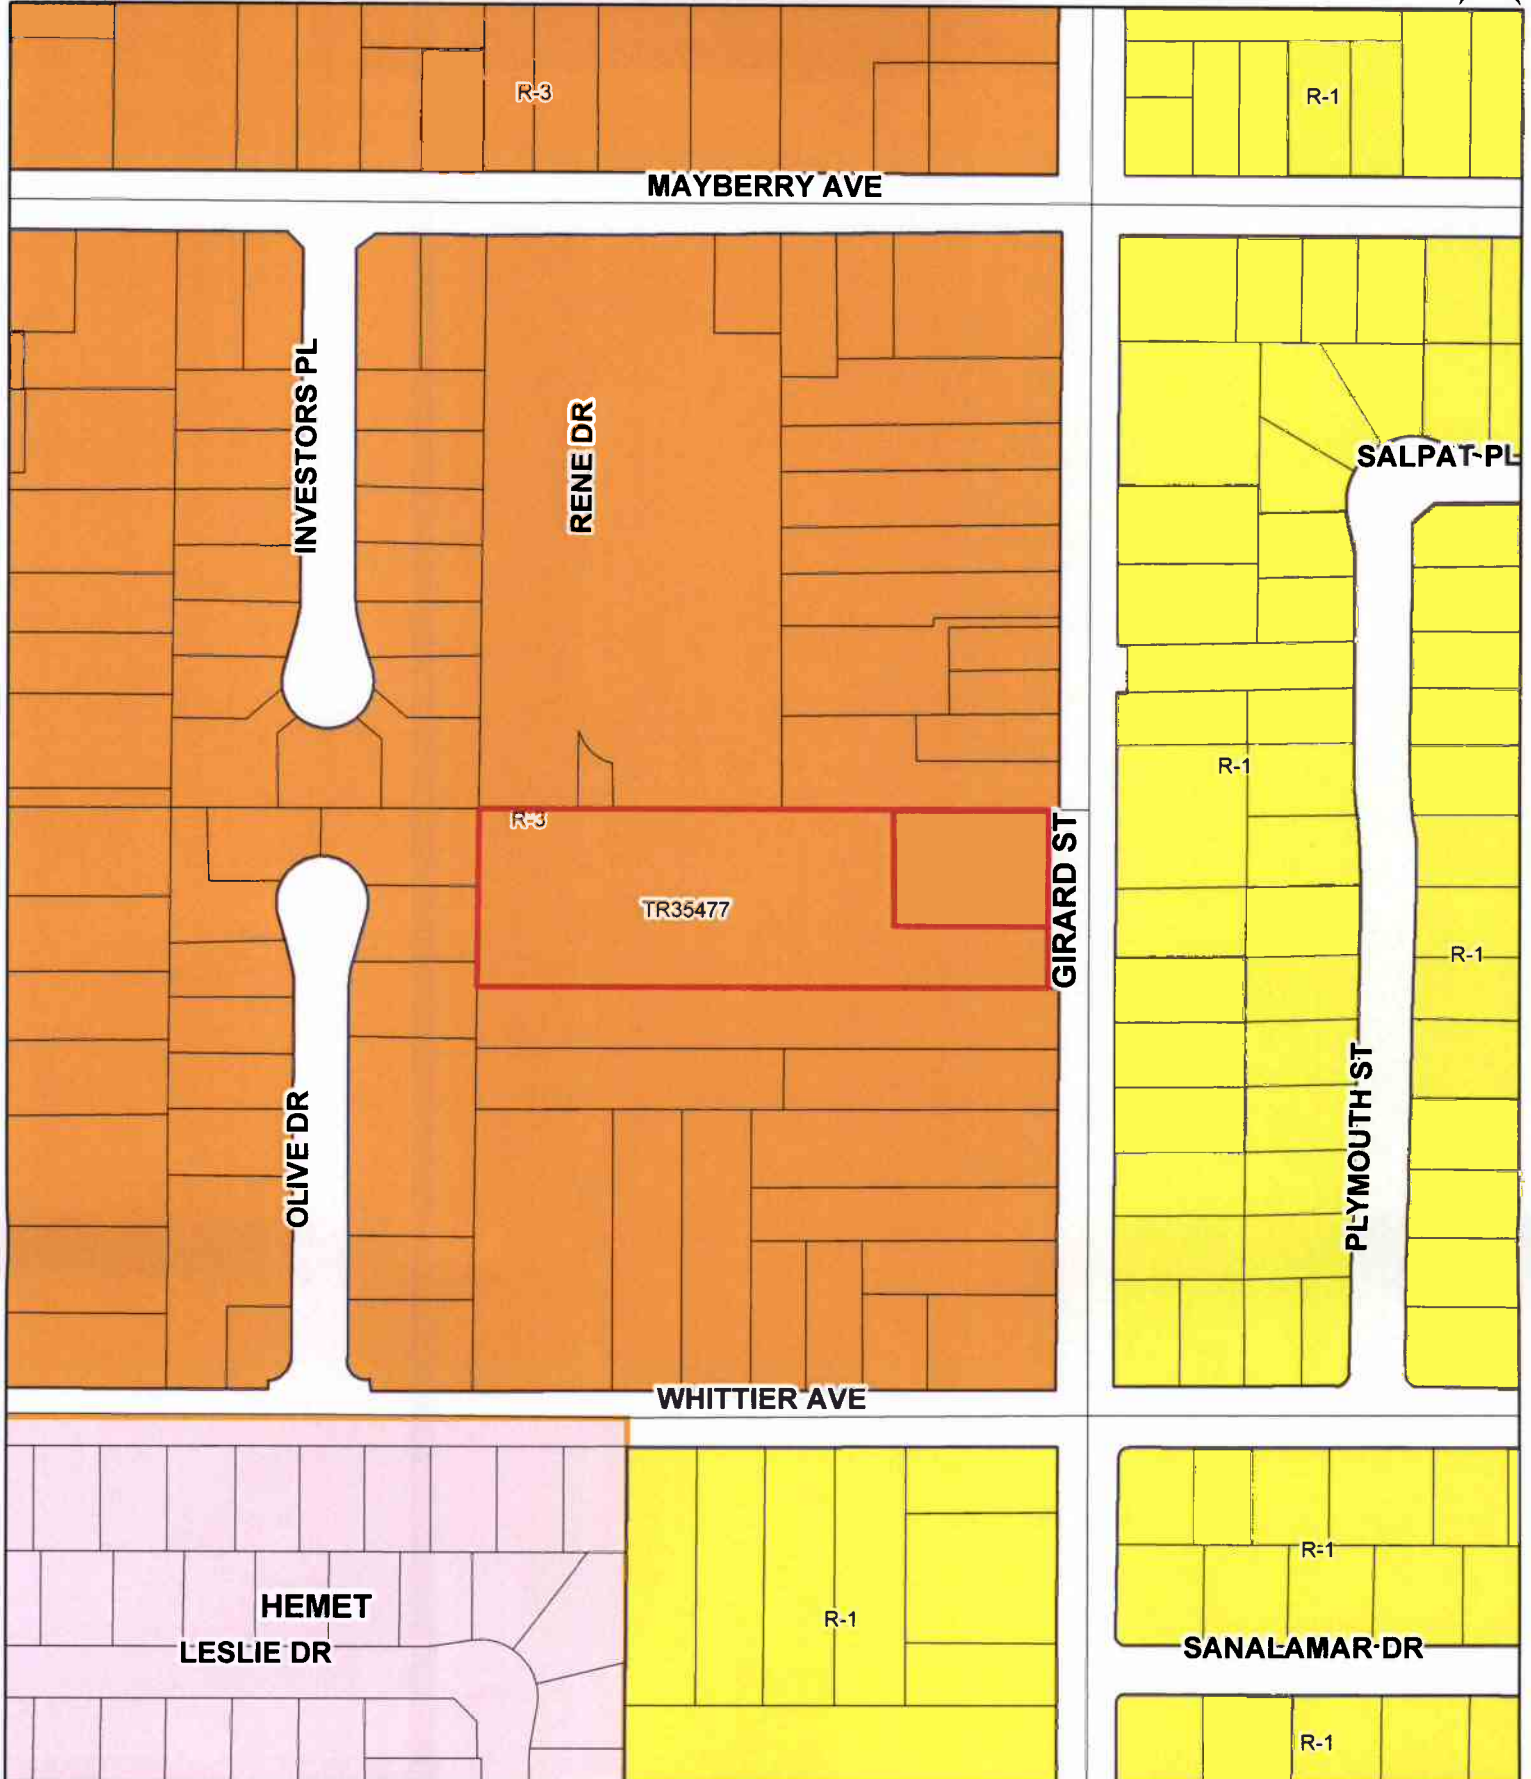 R-3
R-1
MAYBERRY AVE
INVESTORS PL
RENE DR
SALPAT PL
R-1
R-3
TR35477
GIRARD ST
R-1
OLIVE DR
PLYMOUTH ST
WHITTIER AVE
R-1
HEMET
R-1
LESLIE DR
SANALAMAR DR
R-1